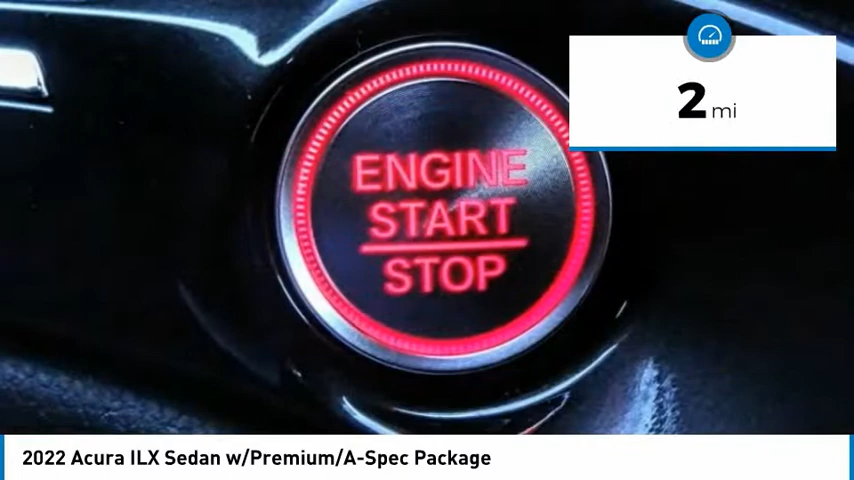 2 mi
ENGINE
START
STOP
2022 Acura ILX Sedan w/Premium/A-Spec Package